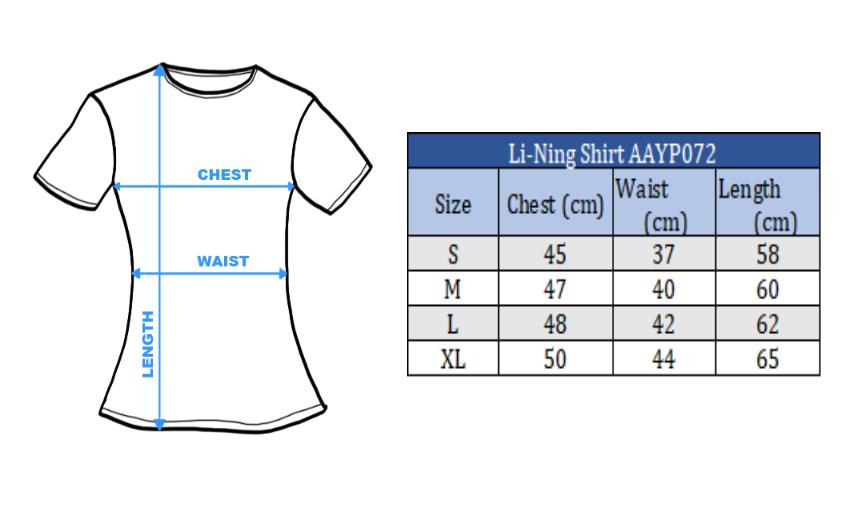 CHEST
WAIST
LENGTH
Li-Ning Shirt AAYP072
Size Chest (cm) Waist (cm) Length (cm)
S 45 37 58
M 47 40 60
L 48 42 62
XL 50 44 65